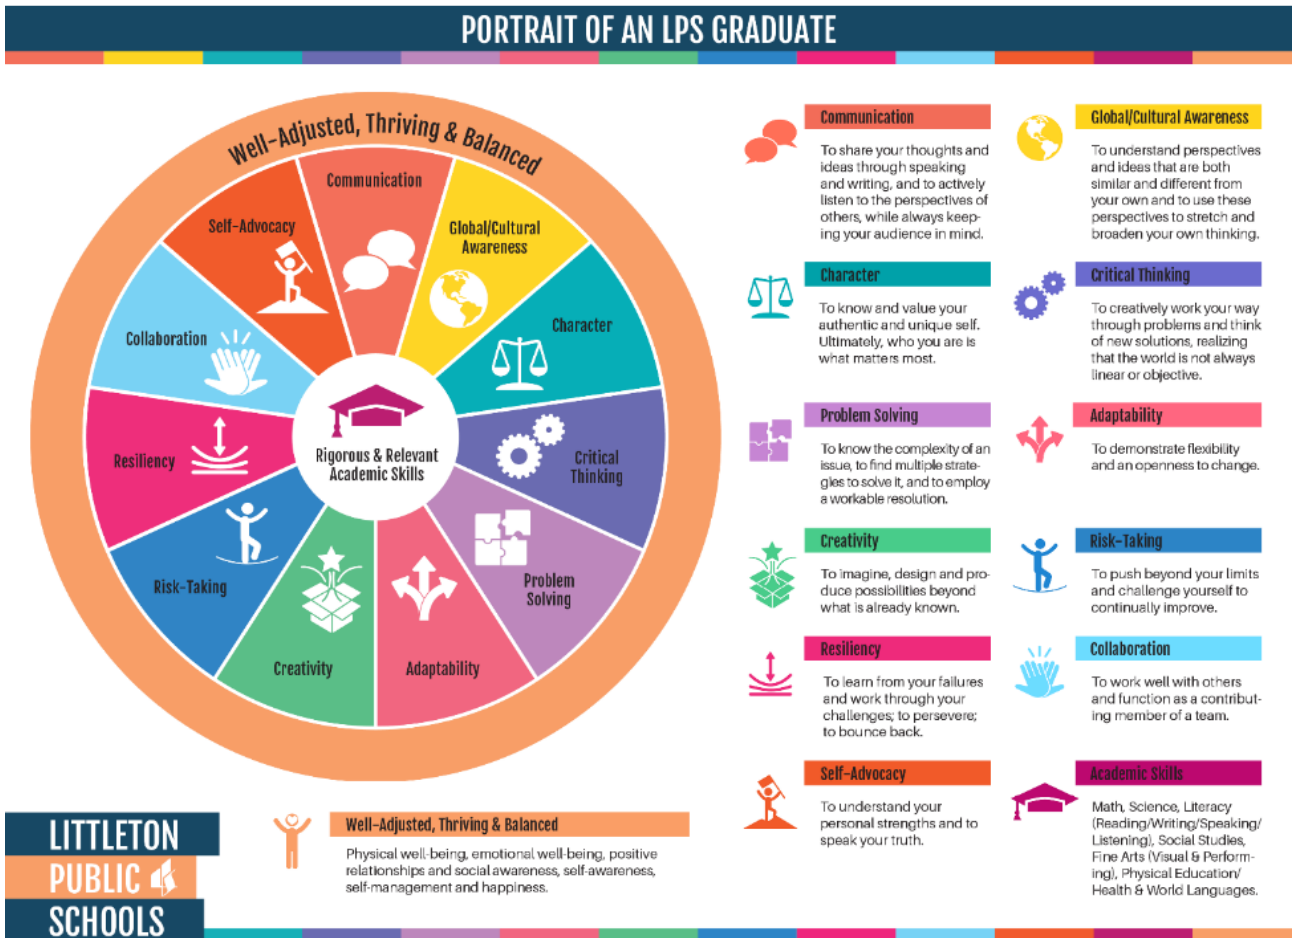 PORTRAIT OF AN LPS GRADUATE
Well-Adjusted, Thriving & Balanced
Communication
Global/Cultural
Awareness
Character
Critical
Thinking
Problem
Solving
Adaptability
Creativity
Risk-Taking
Resiliency
Collaboration
Self-Advocacy
Rigorous & Relevant
Academic Skills
Communication
To share your thoughts and
ideas through speaking
and writing, and to actively
listen to the perspectives of
others, while always keep-
ing your audience in mind.
Global/Cultural Awareness
To understand perspectives
and ideas that are both
similar and different from
your own and to use these
perspectives to stretch and
broaden your own thinking.
Character
To know and value your
authentic and unique self.
Ultimately, who you are is
what matters most.
Critical Thinking
To creatively work your way
through problems and think
of new solutions, realizing
that the world is not always
linear or objective.
Problem Solving
To know the complexity of an
issue, to find multiple strate-
gies to solve it, and to employ
a workable resolution.
Adaptability
To demonstrate flexibility
and an openness to change.
Creativity
To imagine, design and pro-
duce possibilities beyond
what is already known.
Risk-Taking
To push beyond your limits
and challenge yourself to
continually improve.
Resiliency
To learn from your failures
and work through your
challenges; to persevere;
to bounce back.
Collaboration
To work well with others
and function as a contribut-
ing member of a team.
Self-Advocacy
To understand your
personal strengths and to
speak your truth.
Academic Skills
Math, Science, Literacy
(Reading/Writing/Speaking/
Listening), Social Studies,
Fine Arts (Visual & Perform-
ing), Physical Education/
Health & World Languages.
Well-Adjusted, Thriving & Balanced
Physical well-being, emotional well-being, positive
relationships and social awareness, self-awareness,
self-management and happiness.
LITTLETON
PUBLIC
SCHOOLS